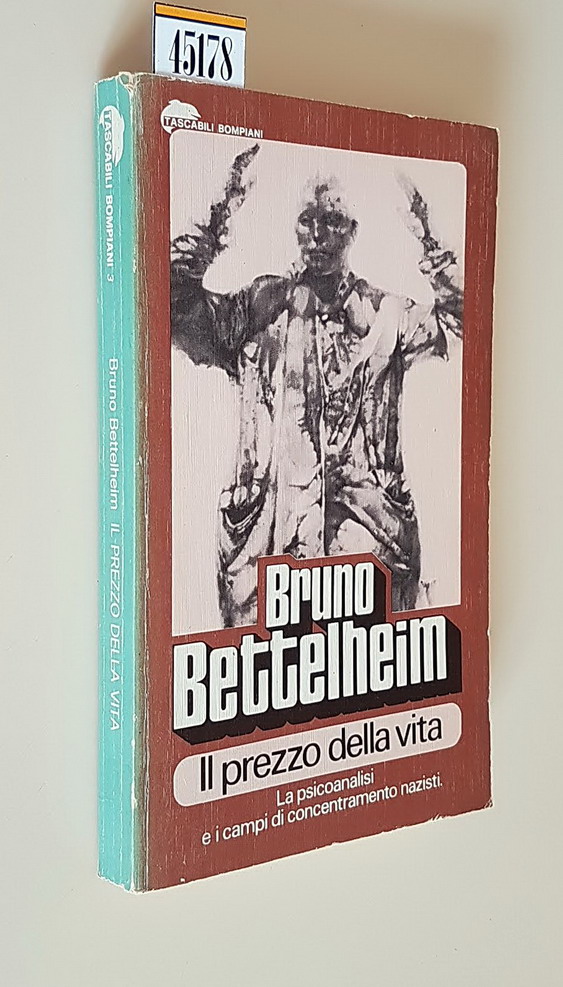 45178
TASCABILI BOMPIANI
TASCABILI BOMPIANI 3
Bruno Bettelheim IL PREZZO DELLA VITA
Bruno
Bettelheim
Il prezzo della vita
La psicoanalisi
e i campi di concentramento nazisti.